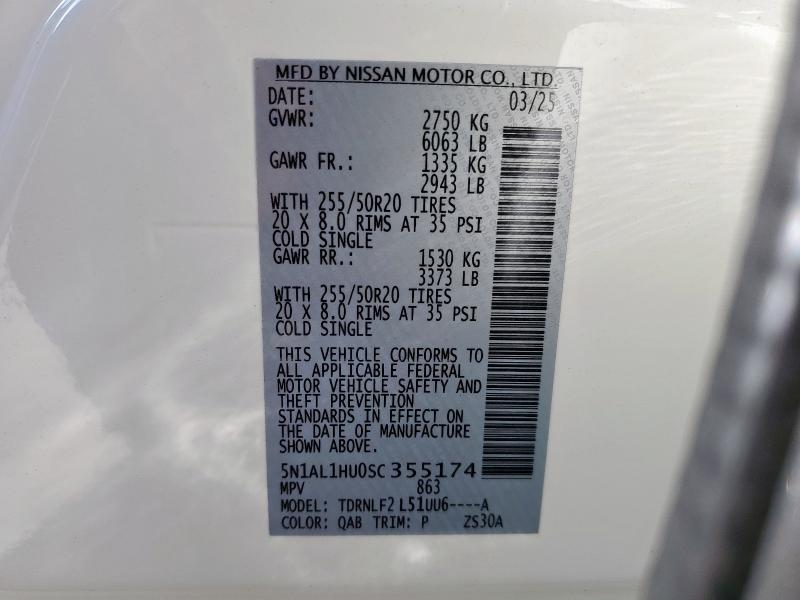 MFD BY NISSAN MOTOR CO., LTD.
DATE: 03/25
GVWR: 2750 KG
6063 LB
GAWR FR.: 1335 KG
2943 LB
WITH 255/50R20 TIRES
20 X 8.0 RIMS AT 35 PSI
COLD SINGLE
GAWR RR.: 1530 KG
3373 LB
WITH 255/50R20 TIRES
20 X 8.0 RIMS AT 35 PSI
COLD SINGLE
THIS VEHICLE CONFORMS TO
ALL APPLICABLE FEDERAL
MOTOR VEHICLE SAFETY AND
THEFT PREVENTION
STANDARDS IN EFFECT ON
THE DATE OF MANUFACTURE
SHOWN ABOVE.
5N1AL1HU0SC355174
MPV 863
MODEL: TDRNLF2 L51UU6----A
COLOR: QAB TRIM: P ZS30A